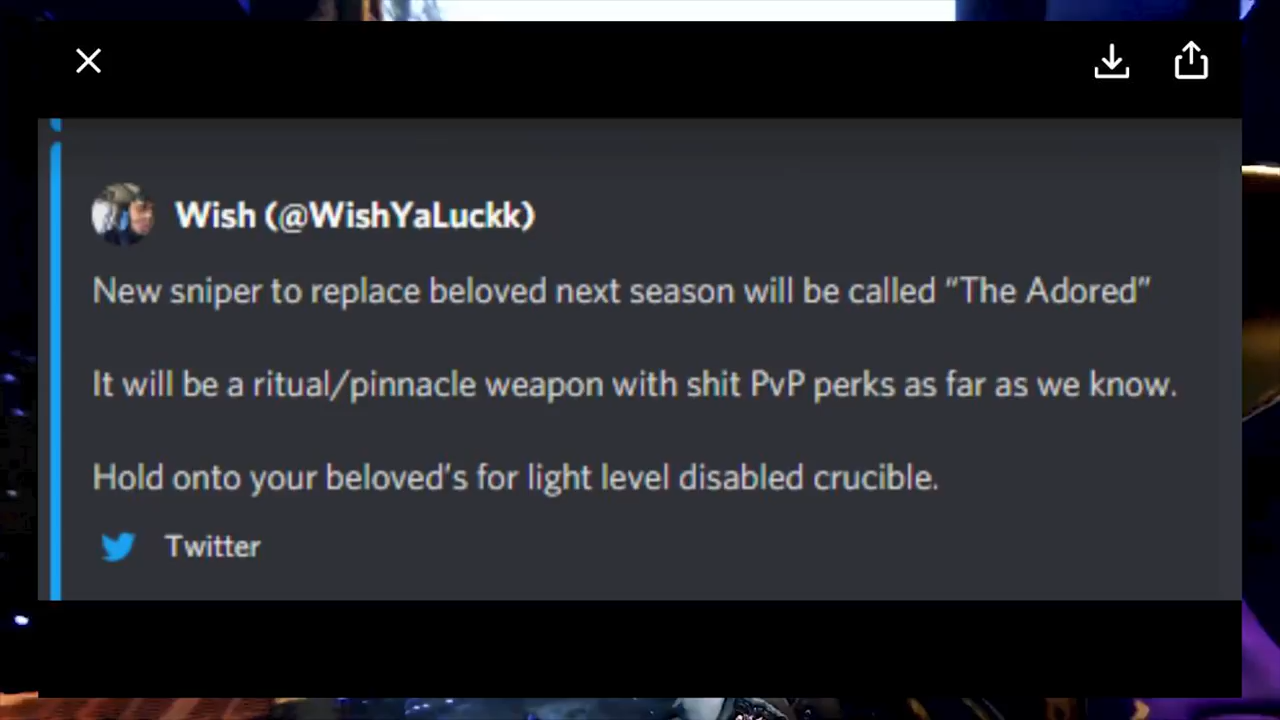 Wish (@WishYaLuckk)
New sniper to replace beloved next season will be called “The Adored”
It will be a ritual/pinnacle weapon with shit PvP perks as far as we know.
Hold onto your beloved's for light level disabled crucible.
Twitter